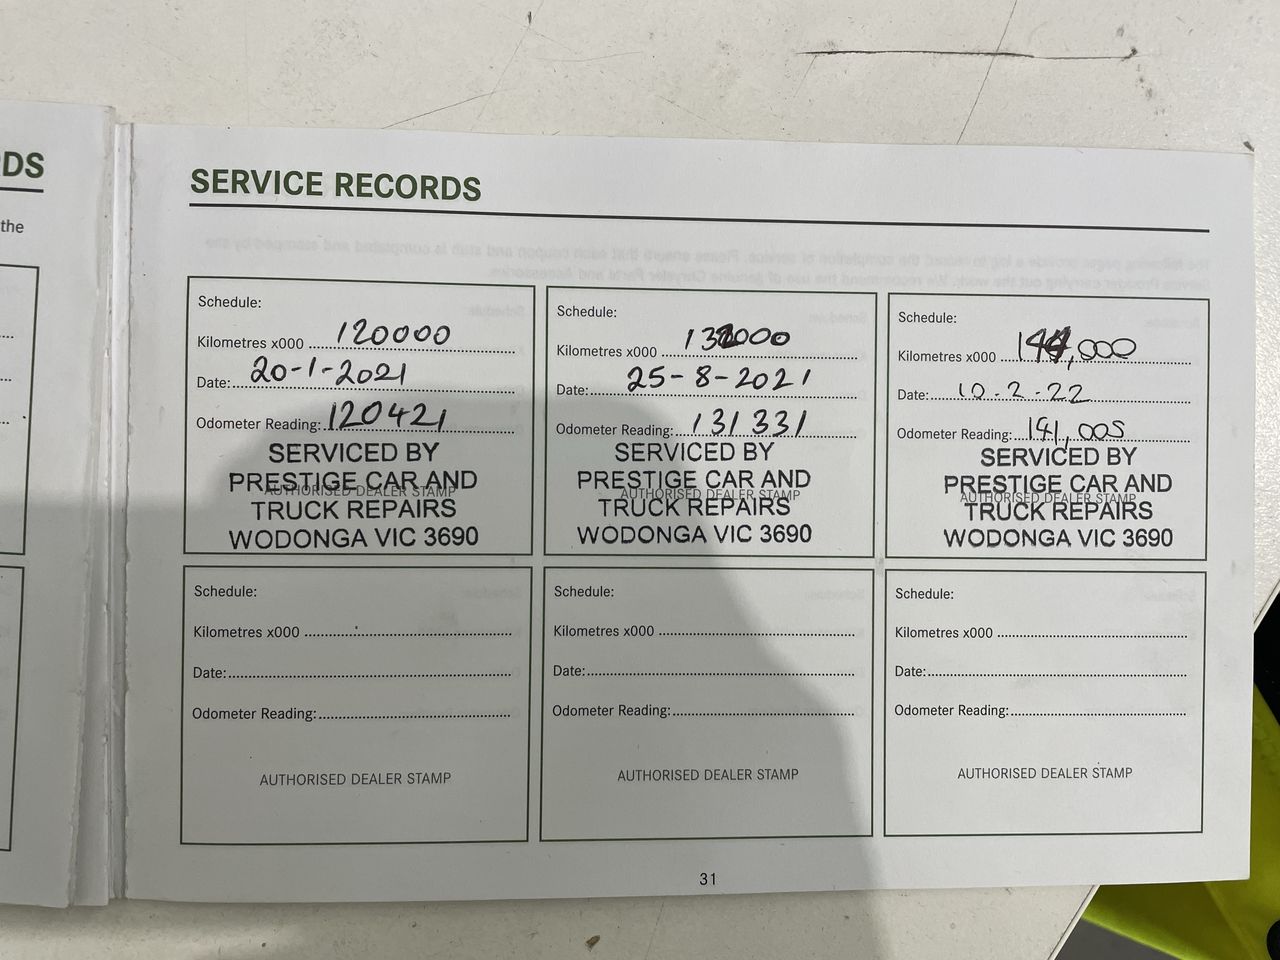 DS
the
SERVICE RECORDS
Schedule:
Kilometres x000 120000
Date: 20-1-2021
Odometer Reading: 120421
SERVICED BY
PRESTIGE CAR AND
AUTHORISED DEALER STAMP
TRUCK REPAIRS
WODONGA VIC 3690
Schedule:
Kilometres x000 132000
Date: 25-8-2021
Odometer Reading: 131331
SERVICED BY
PRESTIGE CAR AND
AUTHORISED DEALER STAMP
TRUCK REPAIRS
WODONGA VIC 3690
Schedule:
Kilometres x000 144,000
Date: 10.2.22
Odometer Reading: 141,005
SERVICED BY
PRESTIGE CAR AND
AUTHORISED DEALER STAMP
TRUCK REPAIRS
WODONGA VIC 3690
Schedule:
Kilometres x000
Date:
Odometer Reading:
AUTHORISED DEALER STAMP
Schedule:
Kilometres x000
Date:
Odometer Reading:
AUTHORISED DEALER STAMP
Schedule:
Kilometres x000
Date:
Odometer Reading:
AUTHORISED DEALER STAMP
31